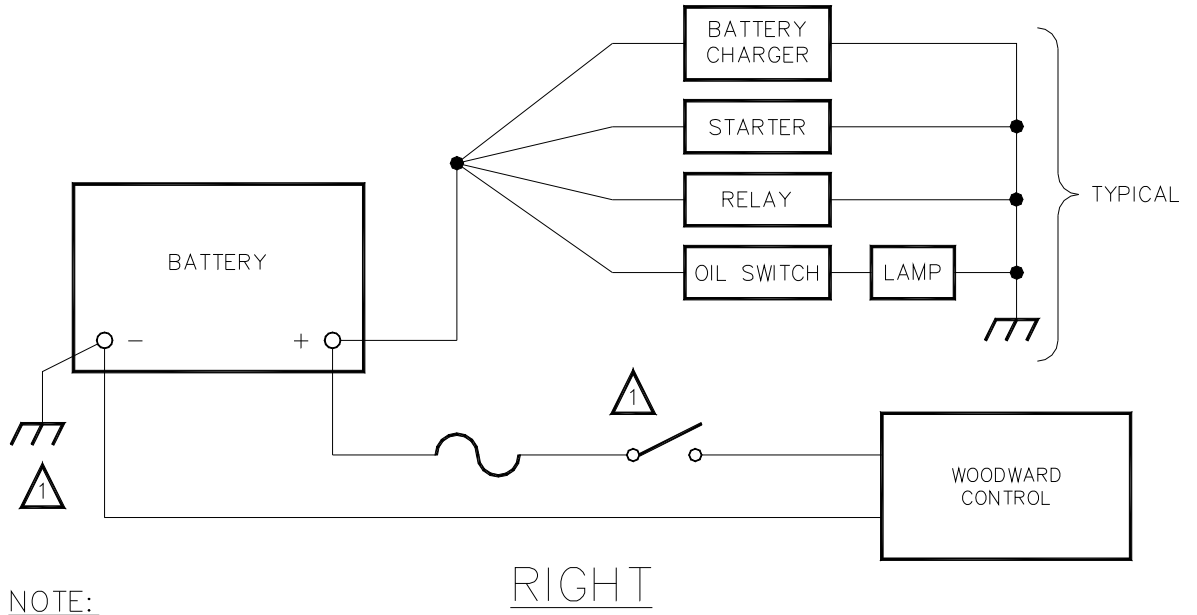 BATTERY
CHARGER
STARTER
RELAY
OIL SWITCH
LAMP
TYPICAL
BATTERY
−
+
1
1
WOODWARD
CONTROL
RIGHT
NOTE: